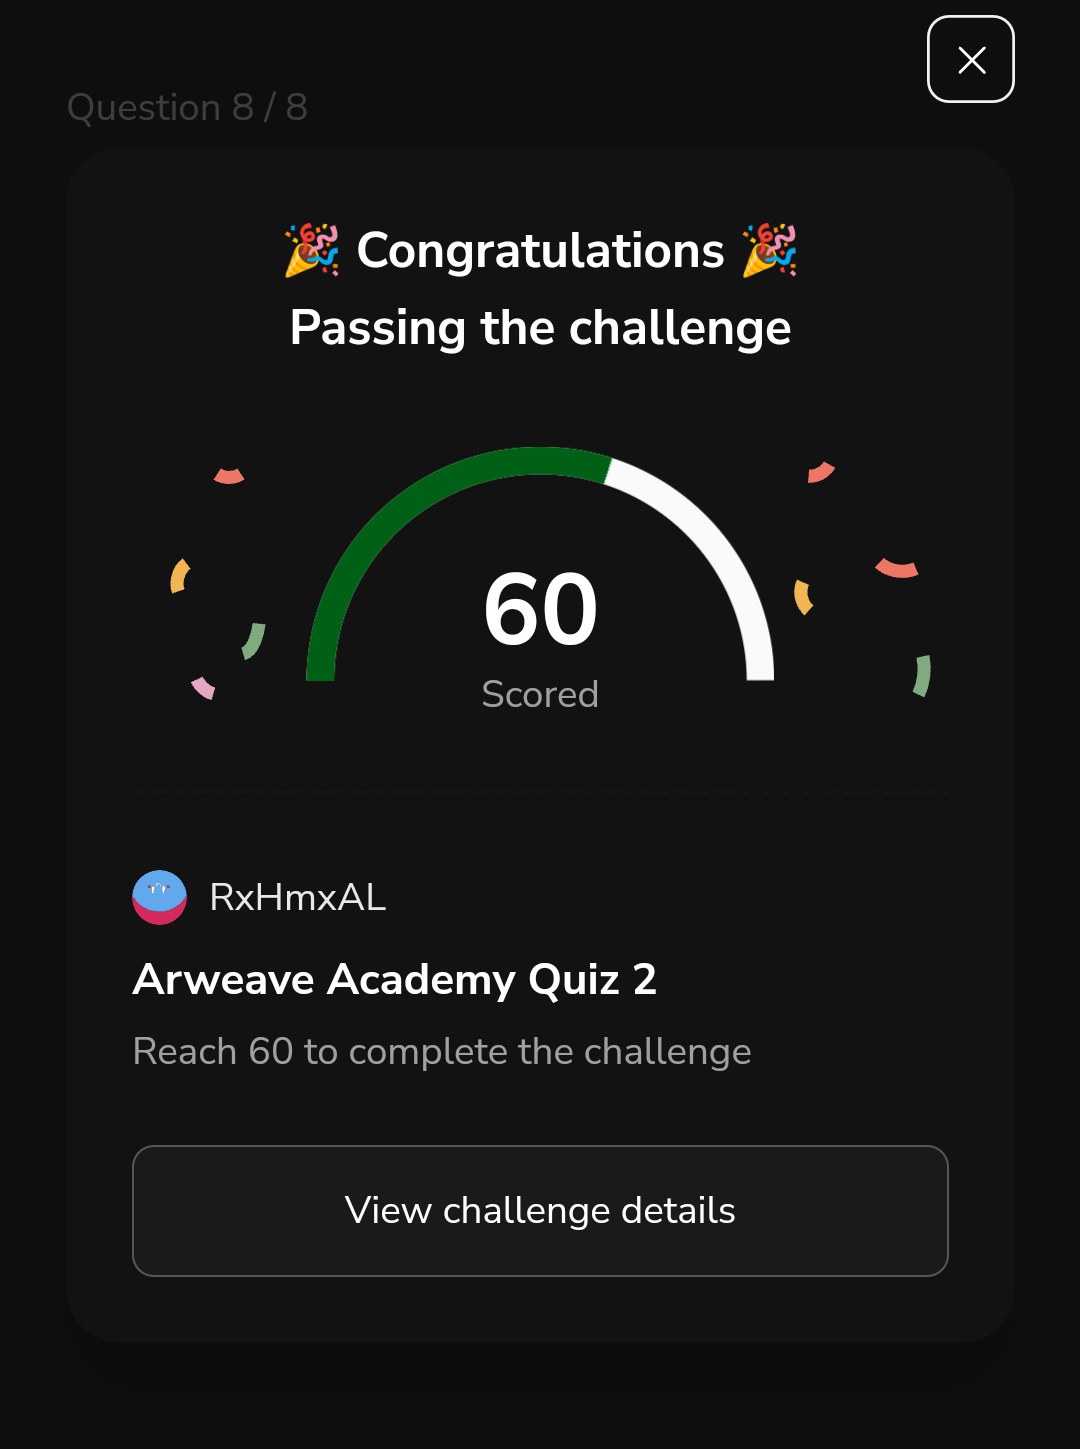 Question 8 / 8
🎉 Congratulations 🎉
Passing the challenge
60
Scored
RxHmxAL
Arweave Academy Quiz 2
Reach 60 to complete the challenge
View challenge details